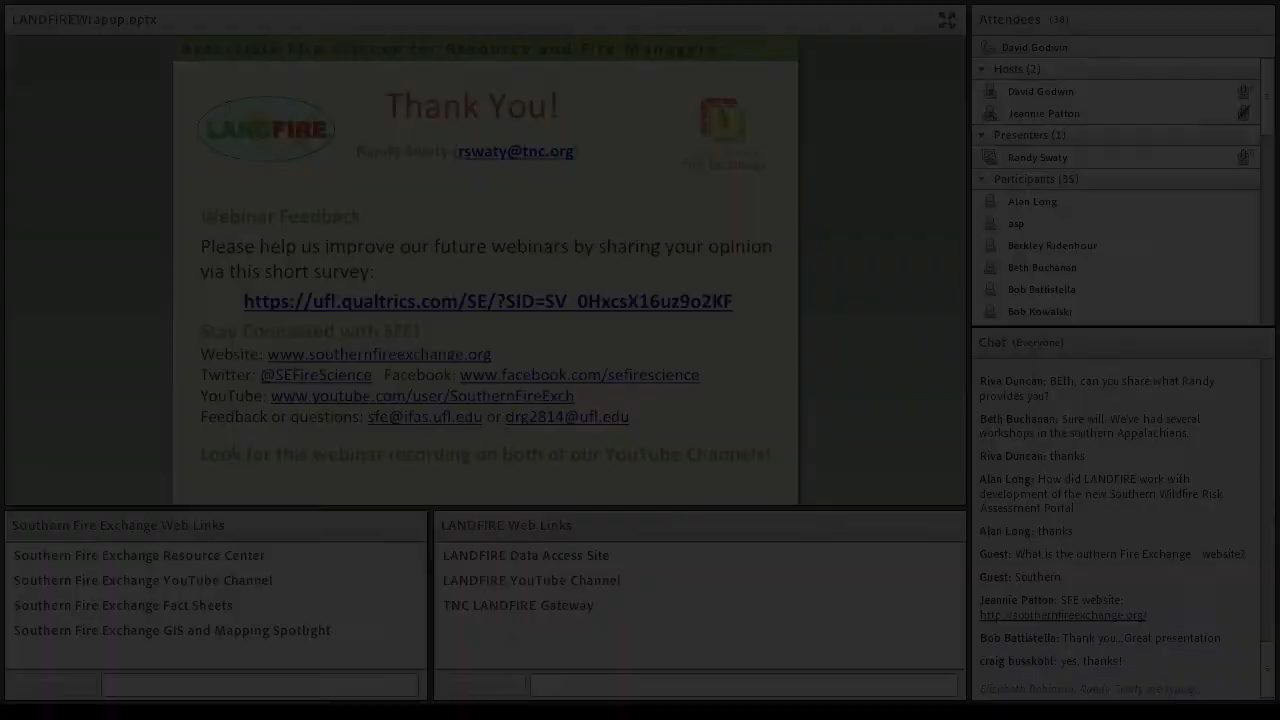 LANDFIREWrapup.pptx
Resource and Fire Managers
Thank You!
LANDFIRE
Randy Swaty (rswaty@tnc.org)
Webinar Feedback
Please help us improve our future webinars by sharing your opinion
via this short survey:
https://ufl.qualtrics.com/SE/?SID=SV_0HxcsX16uz9o2KF
Stay Connected with SFE!
Website: www.southernfireexchange.org
Twitter: @SEFireScience Facebook: www.facebook.com/sefirescience
YouTube: www.youtube.com/user/SouthernFireExch
Feedback or questions: sfe@ifas.ufl.edu or drg2814@ufl.edu
Look for this webinar recording on both of our YouTube Channels!
Southern Fire Exchange Web Links
Southern Fire Exchange Resource Center
Southern Fire Exchange YouTube Channel
Southern Fire Exchange Fact Sheets
Southern Fire Exchange GIS and Mapping Spotlight
LANDFIRE Web Links
LANDFIRE Data Access Site
LANDFIRE YouTube Channel
TNC LANDFIRE Gateway
Attendees (38)
David Godwin
Hosts (2)
David Godwin
Jeannie Patton
Presenters (1)
Randy Swaty
Participants (35)
Alan Long
asp
Berkley Ridenhour
Beth Buchanan
Bob Battistella
Bob Kowalski
Chat (Everyone)
Riva Duncan: BEth, can you share what Randy
provides you?
Beth Buchanan: Sure will. We've had several
workshops in the southern Appalachians.
Riva Duncan: thanks
Alan Long: How did LANDFIRE work with
development of the new Southern Wildfire Risk
Assessment Portal
Alan Long: thanks
Guest: What is the outhern Fire Exchange website?
Guest: Southern
Jeannie Patton: SFE website:
http://southernfireexchange.org/
Bob Battistella: Thank you...Great presentation
craig busskohl: yes, thanks!